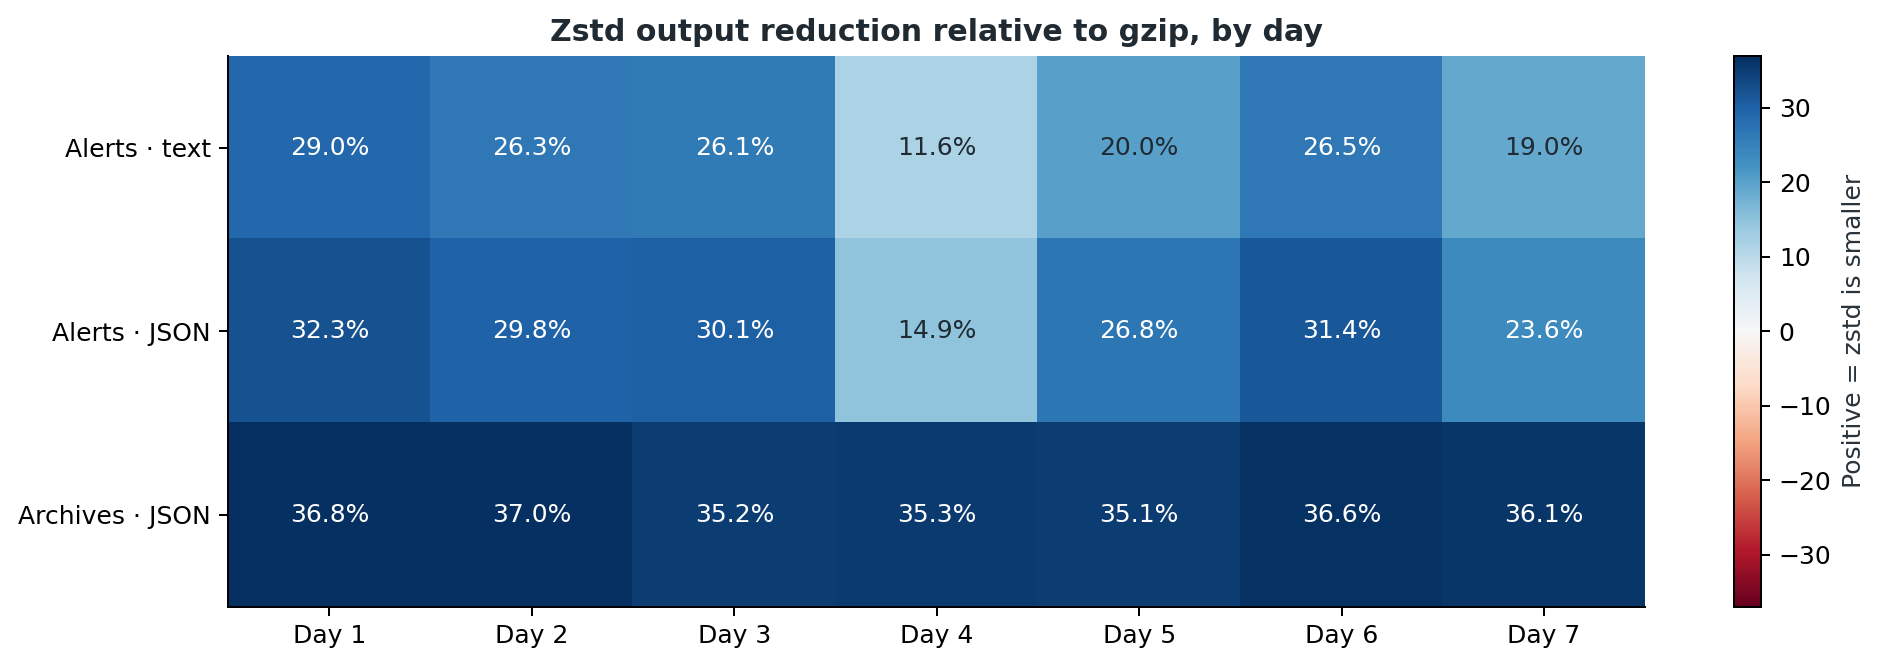 Zstd output reduction relative to gzip, by day
Alerts · text 29.0% 26.3% 26.1% 11.6% 20.0% 26.5% 19.0%
Alerts · JSON 32.3% 29.8% 30.1% 14.9% 26.8% 31.4% 23.6%
Archives · JSON 36.8% 37.0% 35.2% 35.3% 35.1% 36.6% 36.1%
Day 1 Day 2 Day 3 Day 4 Day 5 Day 6 Day 7
30
20
10
0
−10
−20
−30
Positive = zstd is smaller